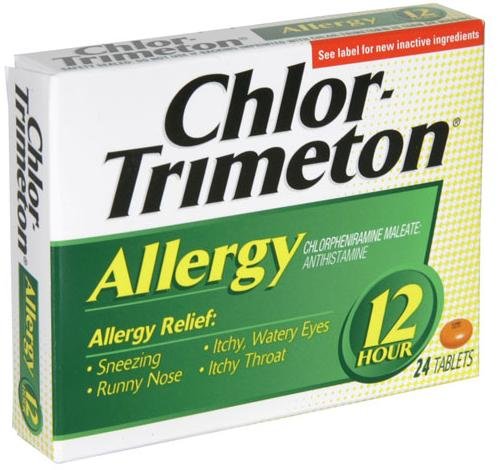 See label for new inactive ingredients
Chlor-
Trimeton®
Allergy
CHLORPHENIRAMINE MALEATE:
ANTIHISTAMINE
Allergy Relief:
• Sneezing
• Runny Nose
• Itchy, Watery Eyes
• Itchy Throat
12
HOUR
24 TABLETS
Chlor-
Trimeton®
Allergy
12
HOUR